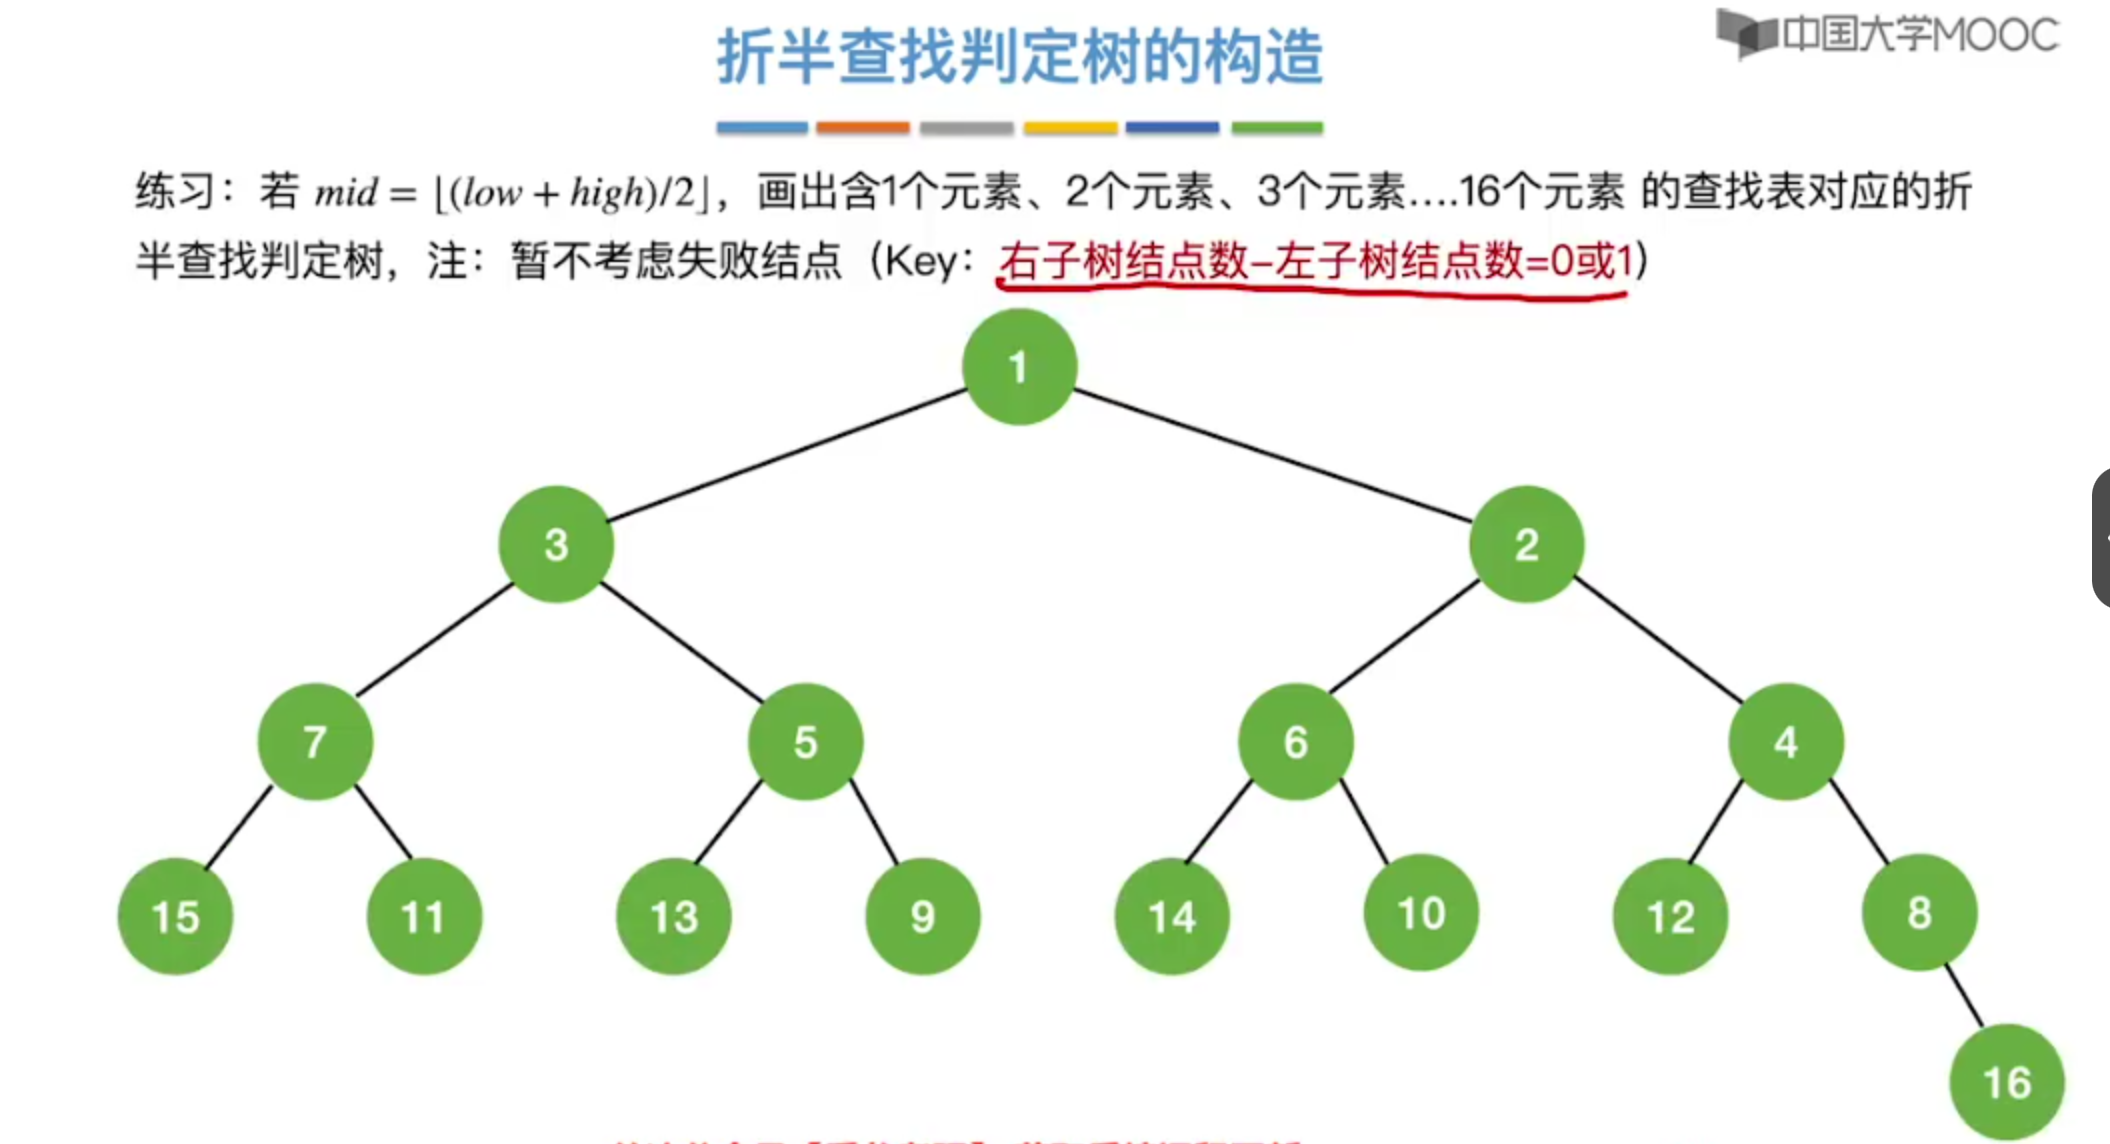 折半查找判定树的构造
中国大学MOOC
练习：若 mid = ⌊(low + high)/2⌋，画出含1个元素、2个元素、3个元素....16个元素 的查找表对应的折
半查找判定树，注：暂不考虑失败结点（Key：右子树结点数–左子树结点数=0或1）
1
3 2
7 5 6 4
15 11 13 9 14 10 12 8
16